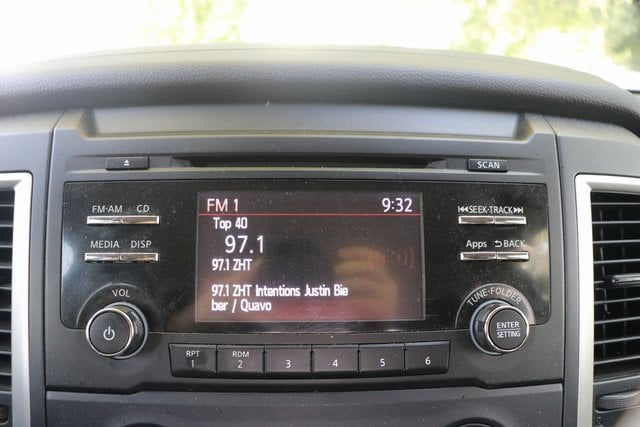 SCAN
FM 1 9:32
Top 40
97.1
97.1 ZHT
97.1 ZHT Intentions Justin Bie
ber / Quavo
FM·AM CD
MEDIA DISP
VOL
SEEK·TRACK
Apps BACK
TUNE·FOLDER
ENTER
SETTING
RPT RDM
1 2 3 4 5 6